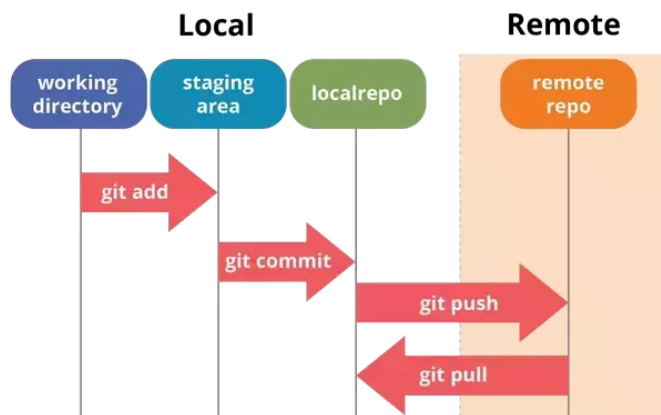 Local
Remote
working
directory
staging
area
localrepo
remote
repo
git add
git commit
git push
git pull